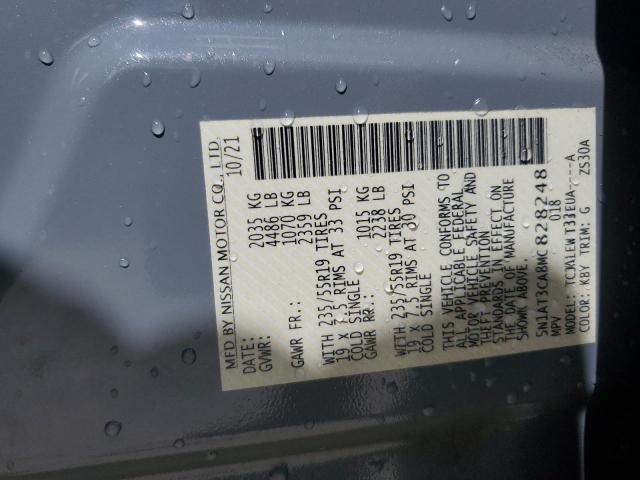 MFD BY NISSAN MOTOR CO., LTD
DATE: 10/21
GVWR: 2035 KG
4486 LB
GAWR FR.: 1070 KG
2359 LB
WITH 235/55R19 TIRES
19 X 7.5 RIMS AT 33 PSI
COLD SINGLE
GAWR RR.: 1015 KG
2238 LB
WITH 235/55R19 TIRES
19 X 7.5 RIMS AT 30 PSI
COLD SINGLE
THIS VEHICLE CONFORMS TO
ALL APPLICABLE FEDERAL
MOTOR VEHICLE SAFETY AND
THEFT PREVENTION
STANDARDS IN EFFECT ON
THE DATE OF MANUFACTURE
SHOWN ABOVE.
5N1AT3CA8MC828248
MPV 018
MODEL:
COLOR: KBY TRIM: G ZS30A